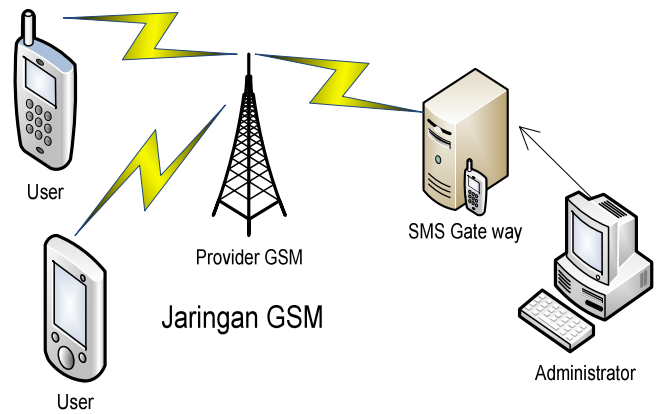 User
Provider GSM
SMS Gate way
Jaringan GSM
Administrator
User